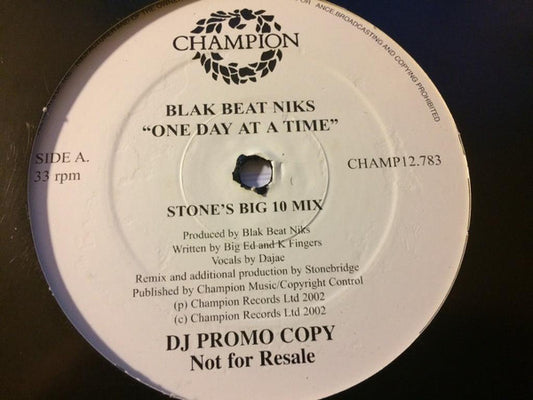 ANCE, BROADCASTING AND COPYING PROHIBITED.
CHAMPION
BLAK BEAT NIKS
“ONE DAY AT A TIME”
SIDE A.
33 rpm
CHAMP12.783
STONE’S BIG 10 MIX
Produced by Blak Beat Niks
Written by Big Ed and K Fingers
Vocals by Dajae
Remix and additional production by Stonebridge
Published by Champion Music/Copyright Control
(p) Champion Records Ltd 2002
(c) Champion Records Ltd 2002
DJ PROMO COPY
Not for Resale